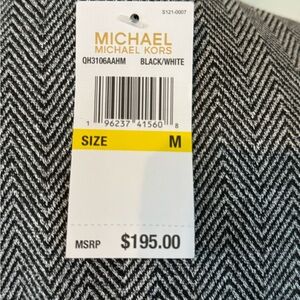 S121-0007
MICHAEL
MICHAEL KORS
QH3106AAHM BLACK/WHITE
1 96237 41560 8
SIZE M
MSRP $195.00